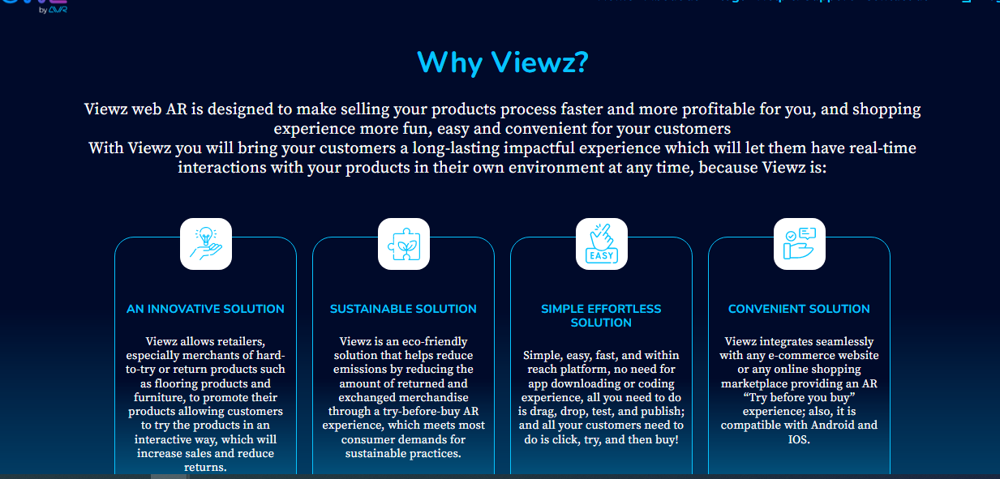 by AVR
Why Viewz?
Viewz web AR is designed to make selling your products process faster and more profitable for you, and shopping
experience more fun, easy and convenient for your customers
With Viewz you will bring your customers a long-lasting impactful experience which will let them have real-time
interactions with your products in their own environment at any time, because Viewz is:
AN INNOVATIVE SOLUTION
Viewz allows retailers,
especially merchants of hard-
to-try or return products such
as flooring products and
furniture, to promote their
products allowing customers
to try the products in an
interactive way, which will
increase sales and reduce
returns.
SUSTAINABLE SOLUTION
Viewz is an eco-friendly
solution that helps reduce
emissions by reducing the
amount of returned and
exchanged merchandise
through a try-before-buy AR
experience, which meets most
consumer demands for
sustainable practices.
EASY
SIMPLE EFFORTLESS
SOLUTION
Simple, easy, fast, and within
reach platform, no need for
app downloading or coding
experience, all you need to do
is drag, drop, test, and publish;
and all your customers need to
do is click, try, and then buy!
CONVENIENT SOLUTION
Viewz integrates seamlessly
with any e-commerce website
or any online shopping
marketplace providing an AR
“Try before you buy”
experience; also, it is
compatible with Android and
IOS.